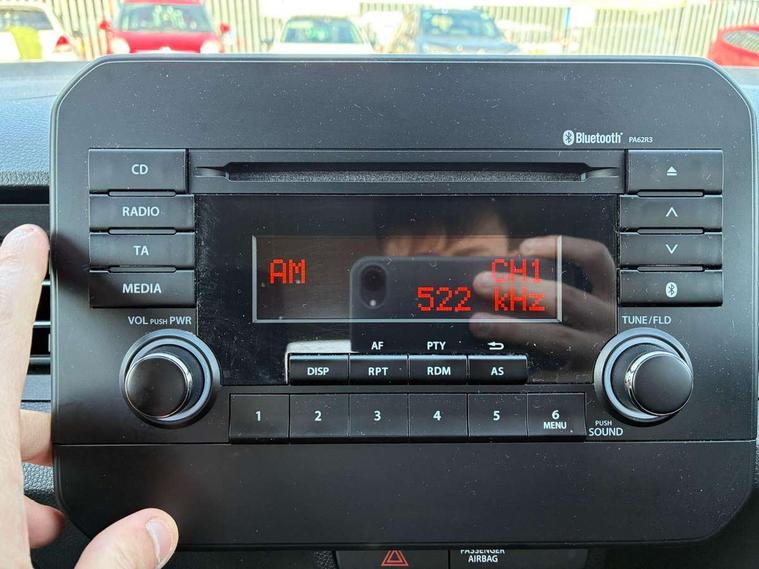 Bluetooth PA62R3
CD
RADIO
TA
MEDIA
AM CH1
522 kHz
VOL PUSH PWR
TUNE/FLD
AF PTY
DISP RPT RDM AS
1 2 3 4 5 6
MENU
PUSH
SOUND
PASSENGER
AIRBAG